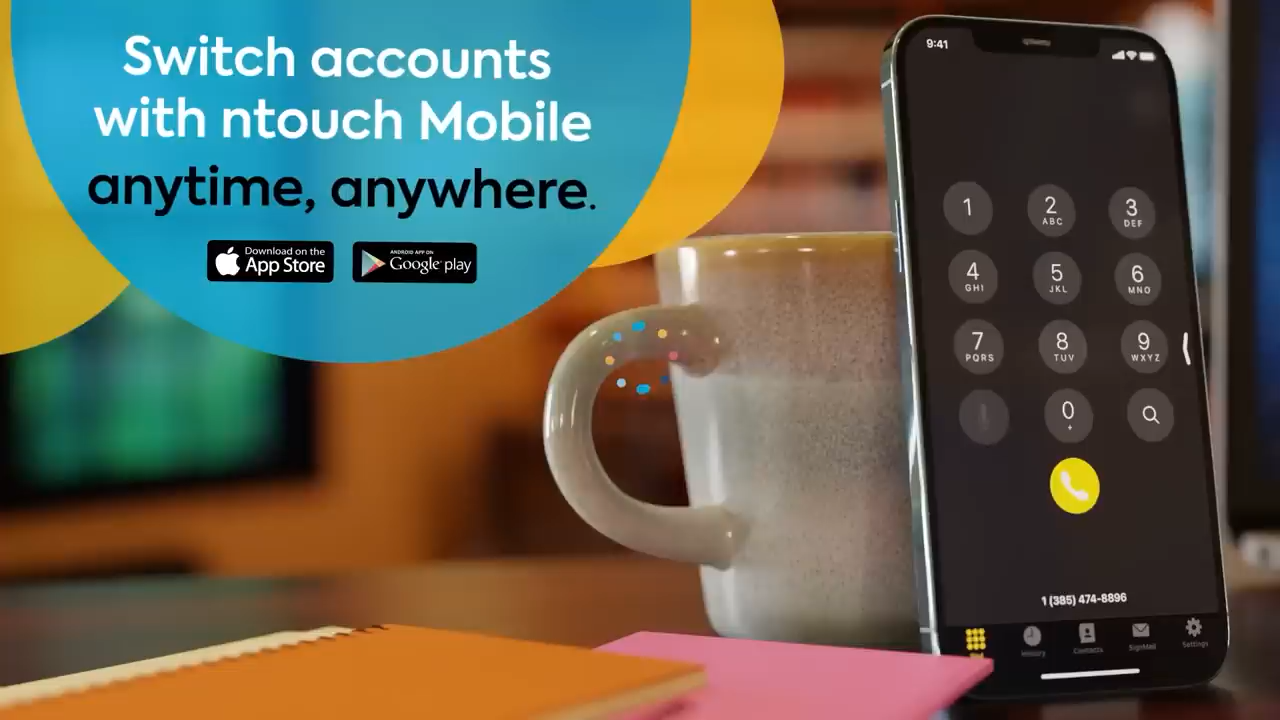 Switch accounts
with ntouch Mobile
anytime, anywhere.
Download on the
App Store
ANDROID APP ON
Google play
9:41
1
2
ABC
3
DEF
4
GHI
5
JKL
6
MNO
7
PQRS
8
TUV
9
WXYZ
0
+
1 (385) 474-8896
History
Contacts
SignMail
Settings